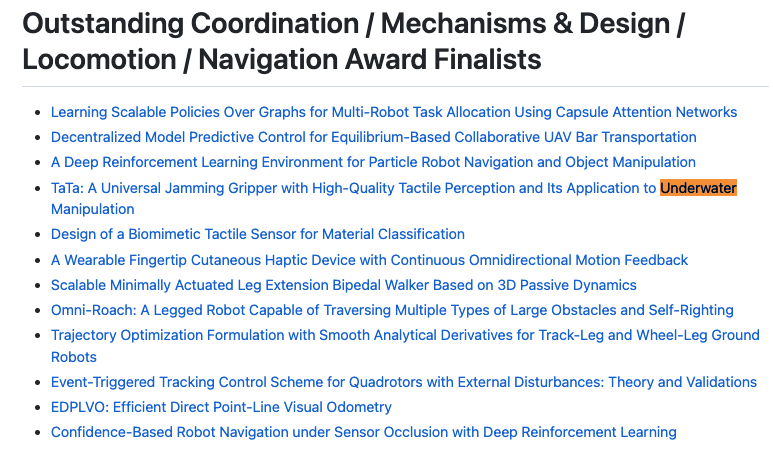 Outstanding Coordination / Mechanisms & Design /
Locomotion / Navigation Award Finalists
Learning Scalable Policies Over Graphs for Multi-Robot Task Allocation Using Capsule Attention Networks
Decentralized Model Predictive Control for Equilibrium-Based Collaborative UAV Bar Transportation
A Deep Reinforcement Learning Environment for Particle Robot Navigation and Object Manipulation
TaTa: A Universal Jamming Gripper with High-Quality Tactile Perception and Its Application to Underwater
Manipulation
Design of a Biomimetic Tactile Sensor for Material Classification
A Wearable Fingertip Cutaneous Haptic Device with Continuous Omnidirectional Motion Feedback
Scalable Minimally Actuated Leg Extension Bipedal Walker Based on 3D Passive Dynamics
Omni-Roach: A Legged Robot Capable of Traversing Multiple Types of Large Obstacles and Self-Righting
Trajectory Optimization Formulation with Smooth Analytical Derivatives for Track-Leg and Wheel-Leg Ground
Robots
Event-Triggered Tracking Control Scheme for Quadrotors with External Disturbances: Theory and Validations
EDPLVO: Efficient Direct Point-Line Visual Odometry
Confidence-Based Robot Navigation under Sensor Occlusion with Deep Reinforcement Learning